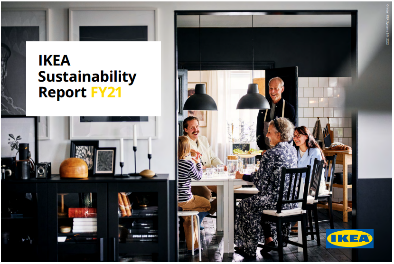 IKEA
Sustainability
Report FY21
IKEA